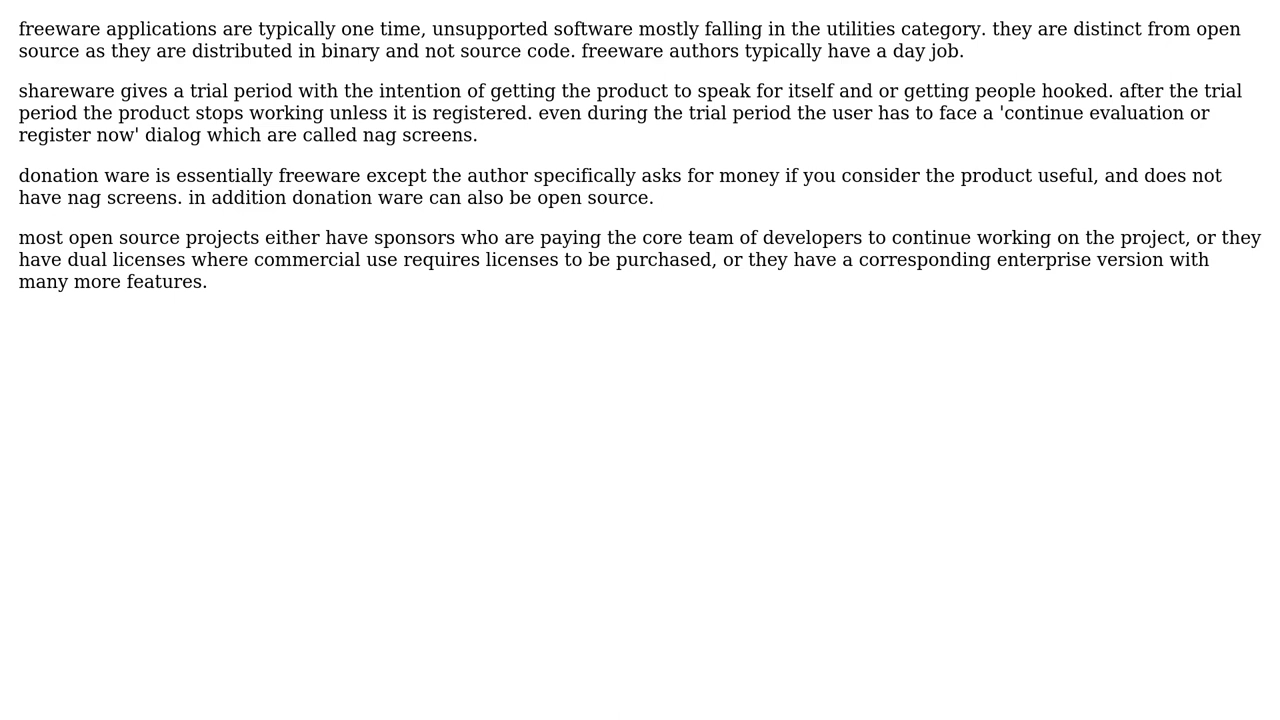 freeware applications are typically one time, unsupported software mostly falling in the utilities category. they are distinct from open
source as they are distributed in binary and not source code. freeware authors typically have a day job.
shareware gives a trial period with the intention of getting the product to speak for itself and or getting people hooked. after the trial
period the product stops working unless it is registered. even during the trial period the user has to face a 'continue evaluation or
register now' dialog which are called nag screens.
donation ware is essentially freeware except the author specifically asks for money if you consider the product useful, and does not
have nag screens. in addition donation ware can also be open source.
most open source projects either have sponsors who are paying the core team of developers to continue working on the project, or they
have dual licenses where commercial use requires licenses to be purchased, or they have a corresponding enterprise version with
many more features.